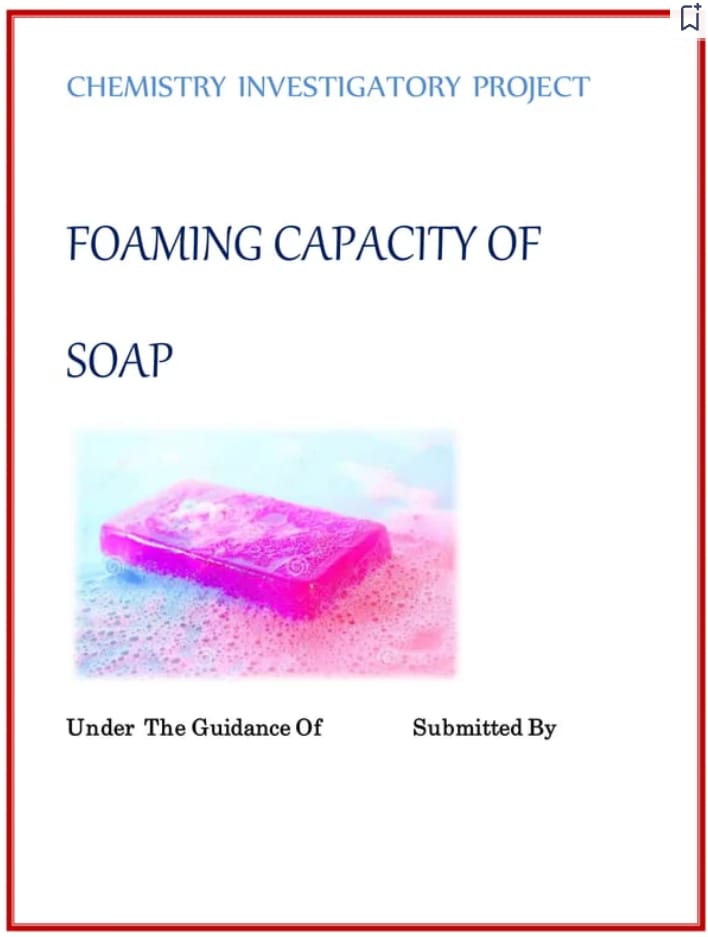 CHEMISTRY INVESTIGATORY PROJECT
FOAMING CAPACITY OF
SOAP
Under The Guidance Of Submitted By